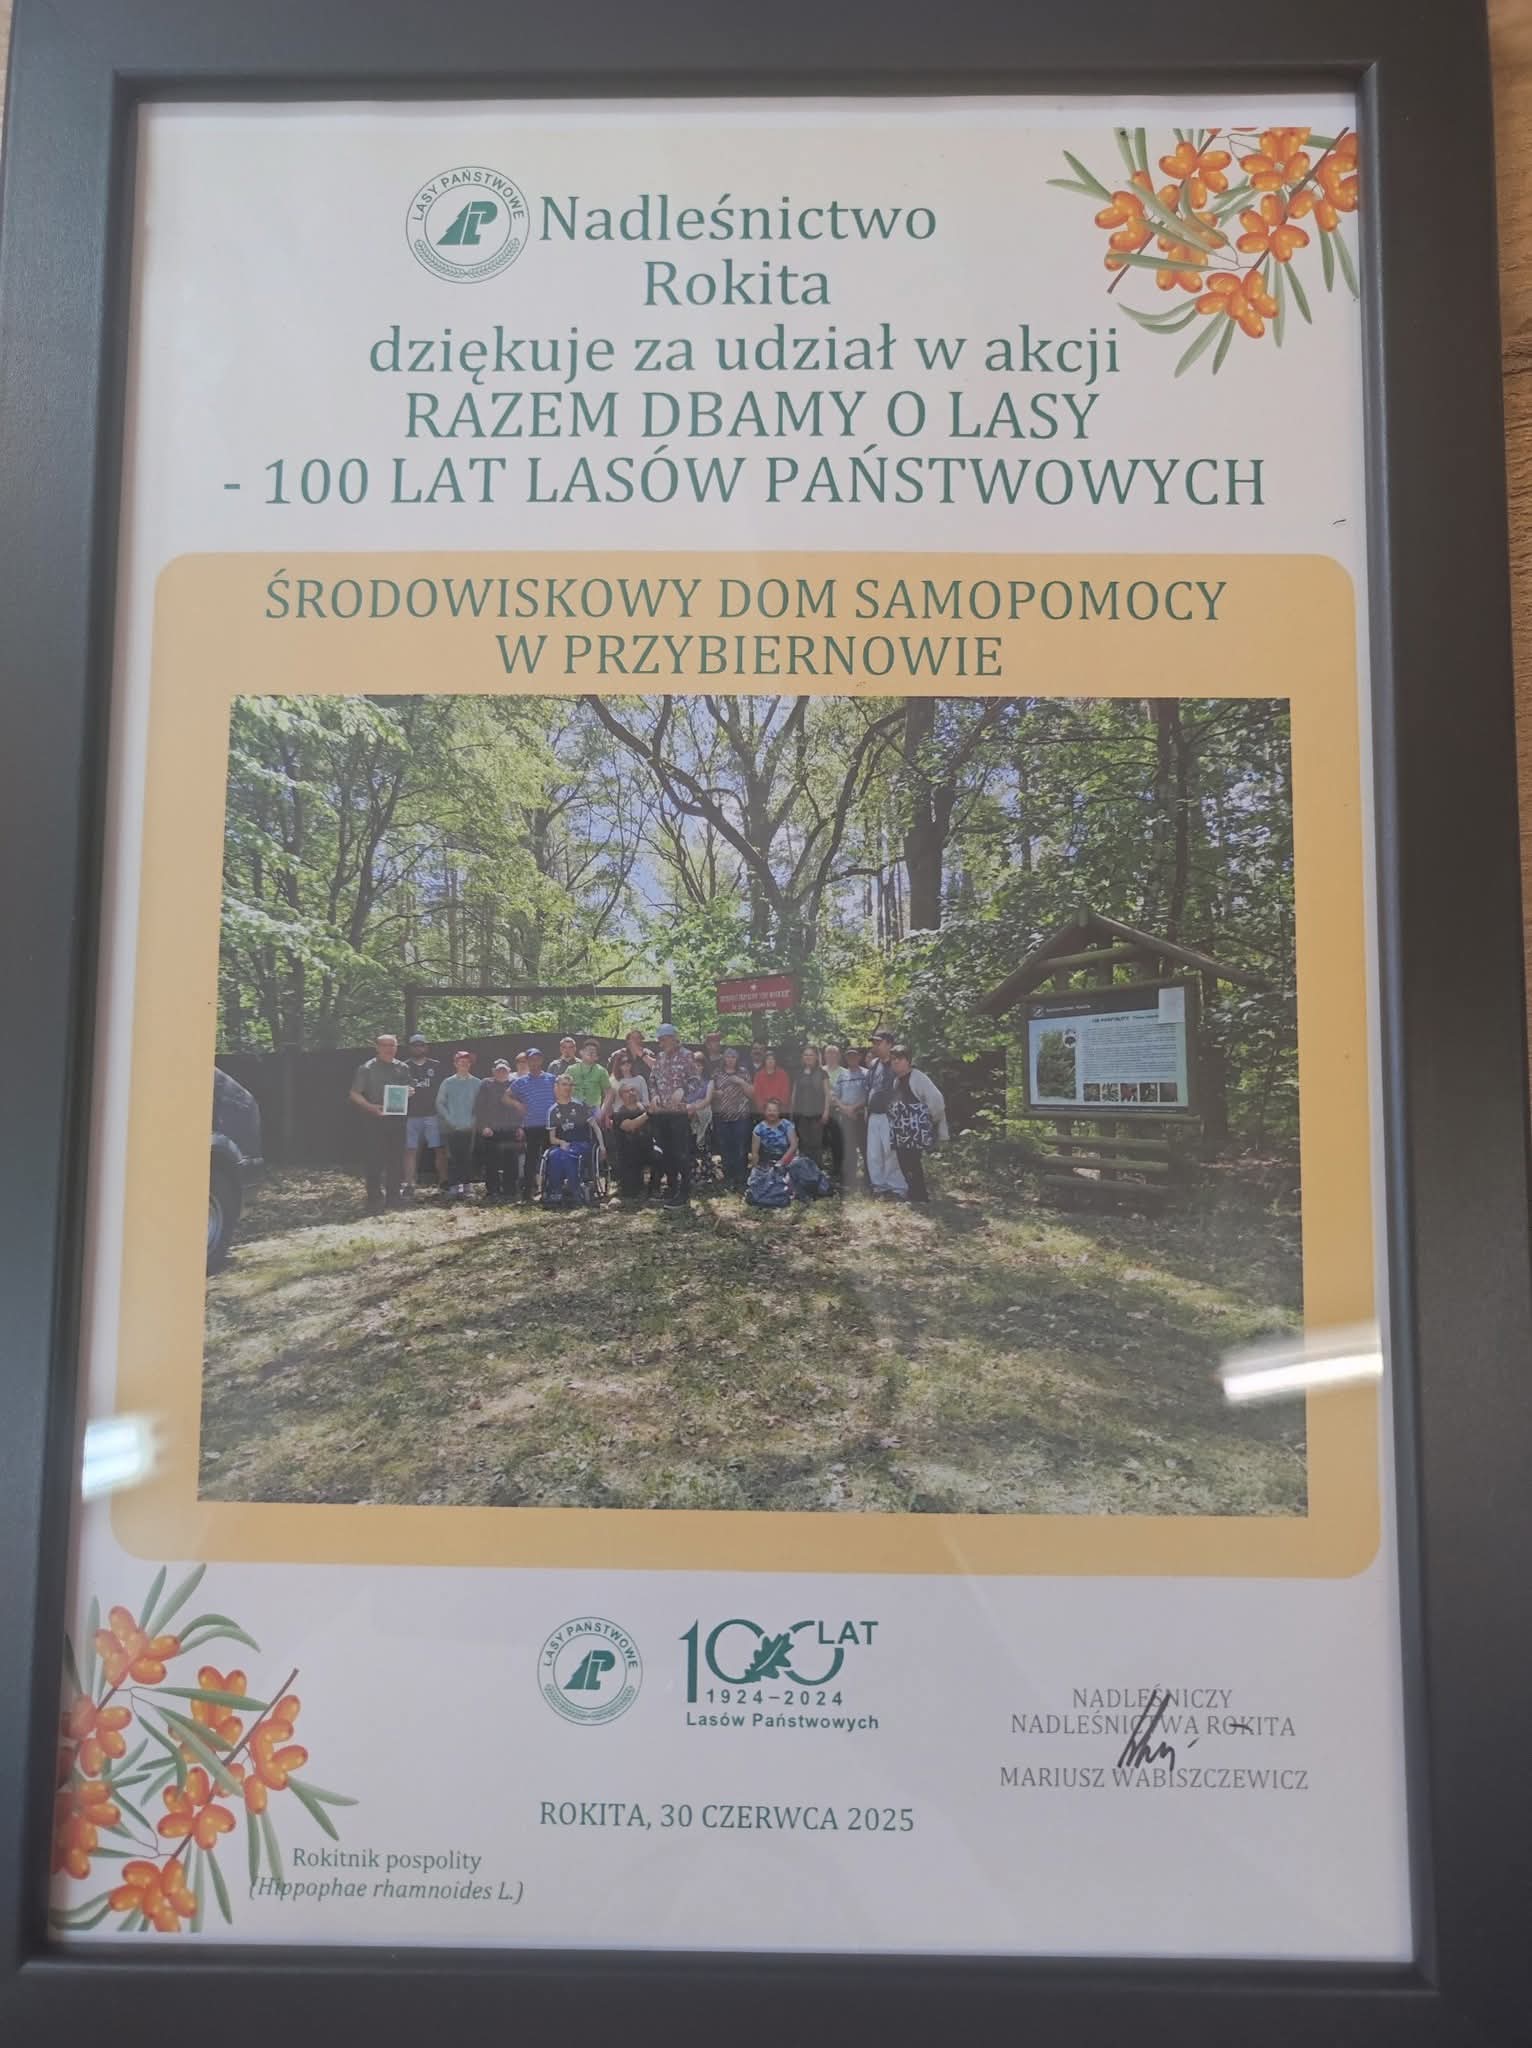 LASY PAŃSTWOWE
Nadleśnictwo
Rokita
dziękuje za udział w akcji
RAZEM DBAMY O LASY
- 100 LAT LASÓW PAŃSTWOWYCH
ŚRODOWISKOWY DOM SAMOPOMOCY
W PRZYBIERNOWIE
LASY PAŃSTWOWE
100 LAT
1924-2024
Lasów Państwowych
NADLEŚNICZY
NADLEŚNICTWA ROKITA
MARIUSZ WABISZCZEWICZ
ROKITA, 30 CZERWCA 2025
Rokitnik pospolity
(Hippophae rhamnoides L.)